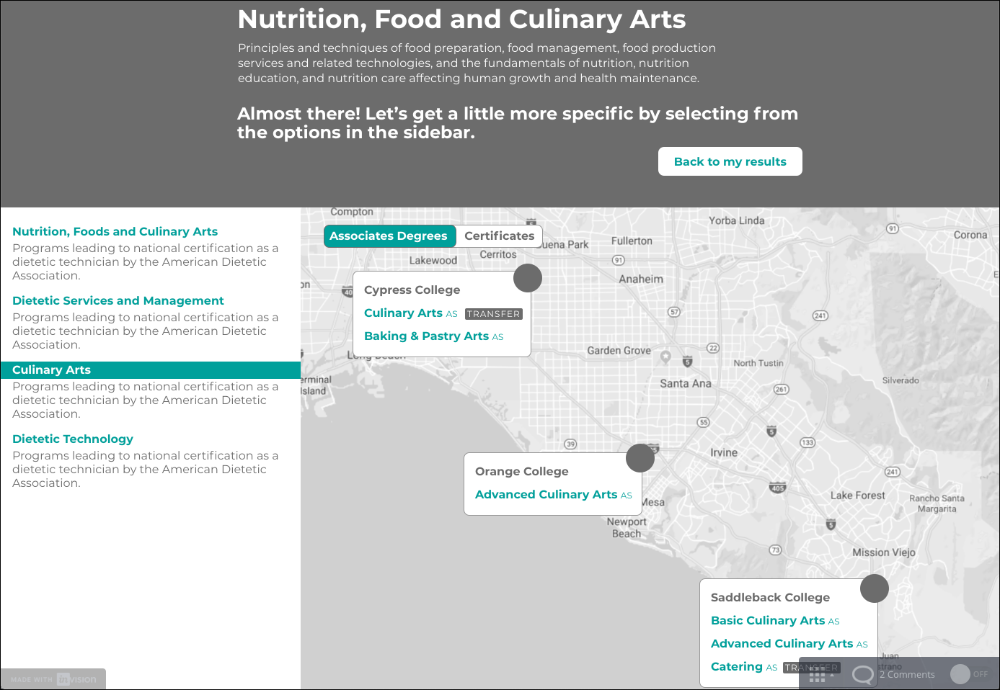 Nutrition, Food and Culinary Arts
Principles and techniques of food preparation, food management, food production
services and related technologies, and the fundamentals of nutrition, nutrition
education, and nutrition care affecting human growth and health maintenance.
Almost there! Let’s get a little more specific by selecting from
the options in the sidebar.
Back to my results
Nutrition, Foods and Culinary Arts
Programs leading to national certification as a
dietetic technician by the American Dietetic
Association.
Dietetic Services and Management
Programs leading to national certification as a
dietetic technician by the American Dietetic
Association.
Culinary Arts
Programs leading to national certification as a
dietetic technician by the American Dietetic
Association.
Dietetic Technology
Programs leading to national certification as a
dietetic technician by the American Dietetic
Association.
MADE WITH invision
Compton
Yorba Linda
91
Corona
Associates Degrees
Certificates
Buena Park
Fullerton
Lakewood
Cerritos
91
Anaheim
Cypress College
Culinary Arts AS TRANSFER
Baking & Pastry Arts AS
57
241
Long Beach
Garden Grove
22
5
North Tustin
Santa Ana
Silverado
261
Island
55
5
133
39
Irvine
241
Orange College
Advanced Culinary Arts AS
405
Mesa
Lake Forest
Rancho Santa
Margarita
Newport
Beach
5
73
Mission Viejo
Saddleback College
Basic Culinary Arts AS
Advanced Culinary Arts AS
Catering AS TRANSFER
Juan
2 Comments
OFF